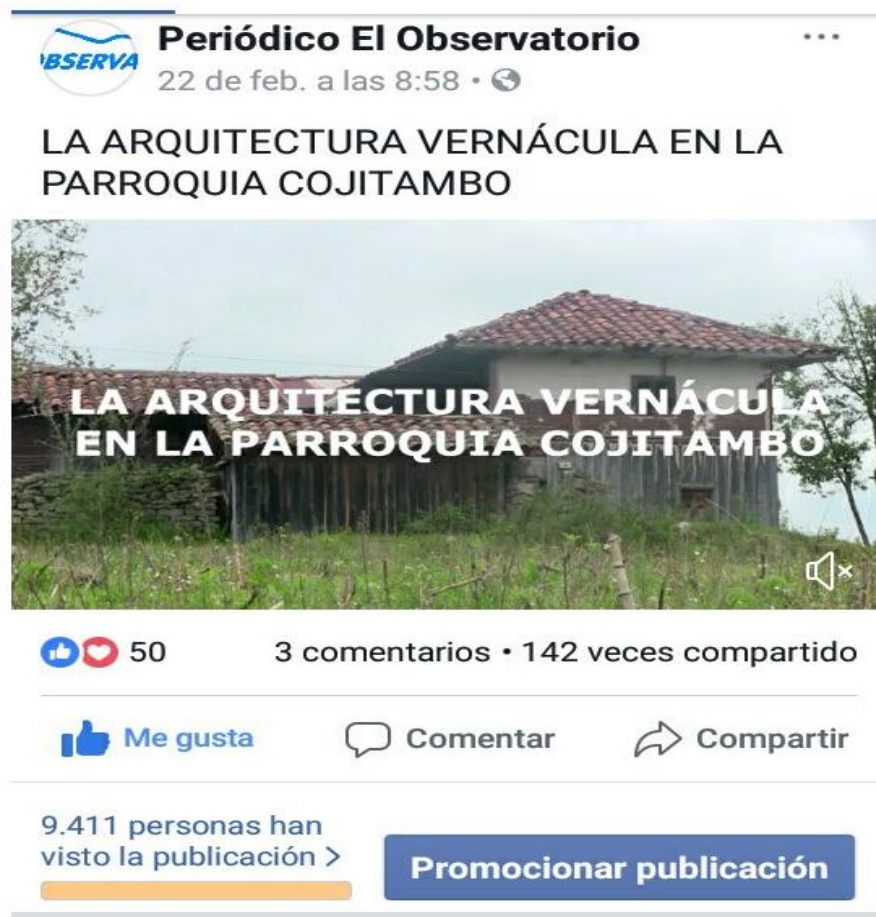 Periódico El Observatorio
OBSERVA
22 de feb. a las 8:58 •
LA ARQUITECTURA VERNÁCULA EN LA
PARROQUIA COJITAMBO
LA ARQUITECTURA VERNÁCULA
EN LA PARROQUIA COJITAMBO
50
3 comentarios • 142 veces compartido
Me gusta
Comentar
Compartir
9.411 personas han
visto la publicación >
Promocionar publicación